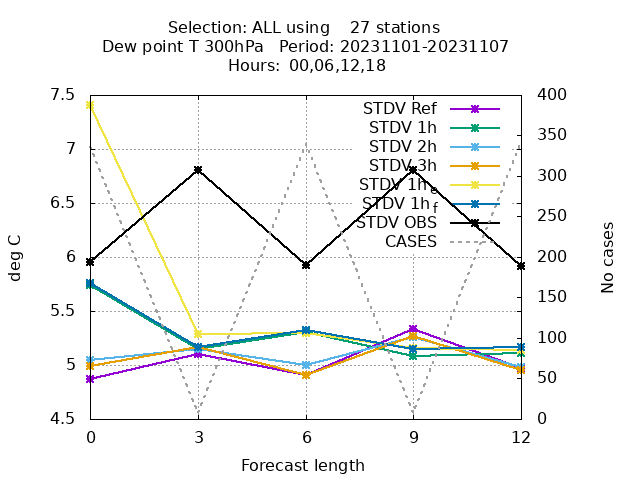 Selection: ALL using    27 stations
Dew point T 300hPa   Period: 20231101-20231107
Hours:  00,06,12,18
7.5
7
6.5
6
5.5
5
4.5
deg C
STDV Ref
STDV 1h
STDV 2h
STDV 3h
STDV 1h e
STDV 1h f
STDV OBS
CASES
400
350
300
250
200
150
100
50
0
No cases
0 3 6 9 12
Forecast length